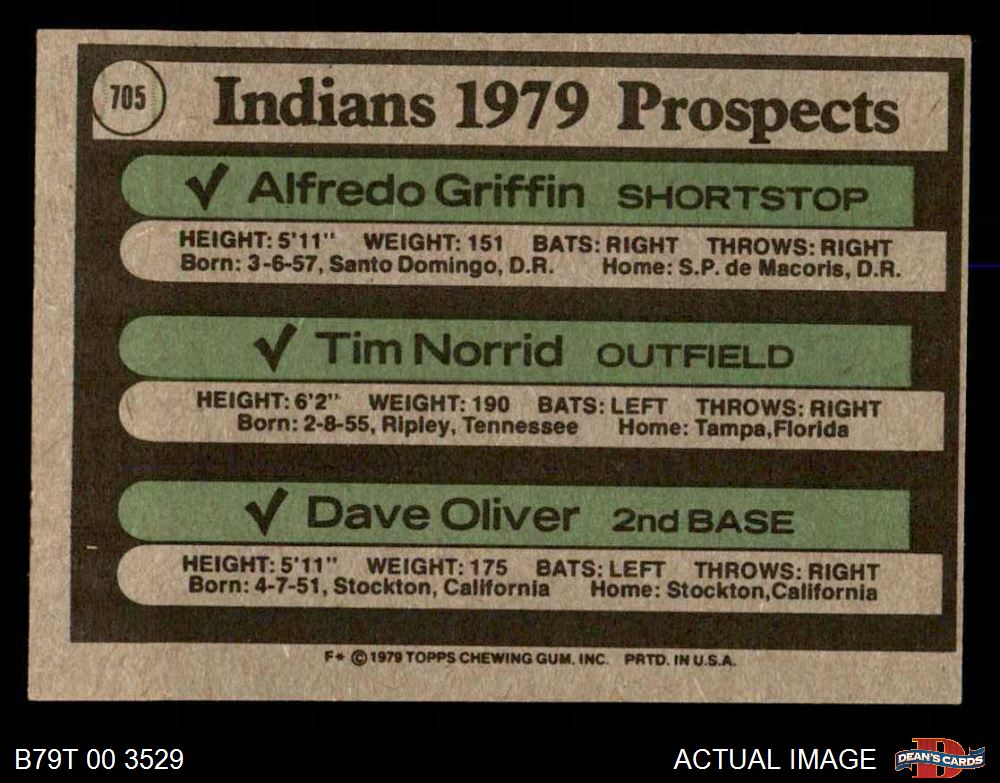 705
Indians 1979 Prospects
✓ Alfredo Griffin SHORTSTOP
HEIGHT: 5'11" WEIGHT: 151 BATS: RIGHT THROWS: RIGHT
Born: 3-6-57, Santo Domingo, D.R. Home: S.P. de Macoris, D.R.
✓ Tim Norrid OUTFIELD
HEIGHT: 6'2" WEIGHT: 190 BATS: LEFT THROWS: RIGHT
Born: 2-8-55, Ripley, Tennessee Home: Tampa,Florida
✓ Dave Oliver 2nd BASE
HEIGHT: 5'11" WEIGHT: 175 BATS: LEFT THROWS: RIGHT
Born: 4-7-51, Stockton, California Home: Stockton,California
F* © 1979 TOPPS CHEWING GUM, INC. PRTD. IN U.S.A.
B79T 00 3529
ACTUAL IMAGE
D
DEAN'S CARDS